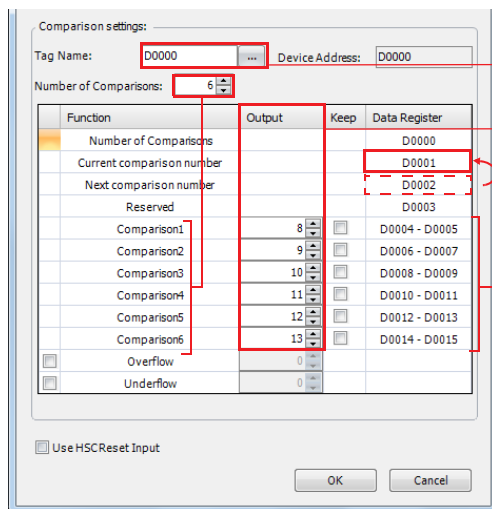 Comparison settings:
Tag Name: D0000 ... Device Address: D0000
Number of Comparisons: 6
Function Output Keep Data Register
Number of Comparisons D0000
Current comparison number D0001
Next comparison number D0002
Reserved D0003
Comparison1 8 D0004 - D0005
Comparison2 9 D0006 - D0007
Comparison3 10 D0008 - D0009
Comparison4 11 D0010 - D0011
Comparison5 12 D0012 - D0013
Comparison6 13 D0014 - D0015
Overflow 0
Underflow 0
Use HSC Reset Input
OK Cancel